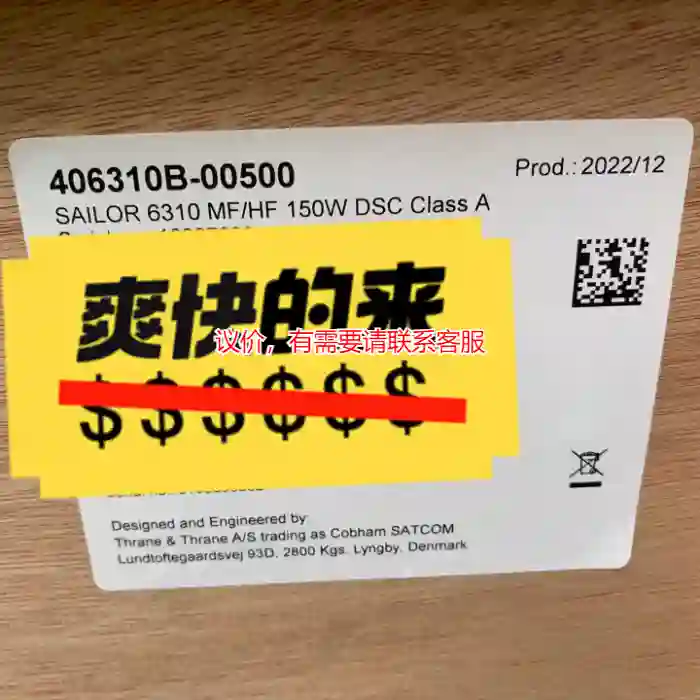 406310B-00500
Prod.: 2022/12
SAILOR 6310 MF/HF 150W DSC Class A
爽快的来
议价，有需要请联系客服
$$$$$$
Designed and Engineered by
Thrane & Thrane A/S trading as Cobham SATCOM
Lundtoftegaardsvej 93D, 2800 Kgs. Lyngby, Denmark